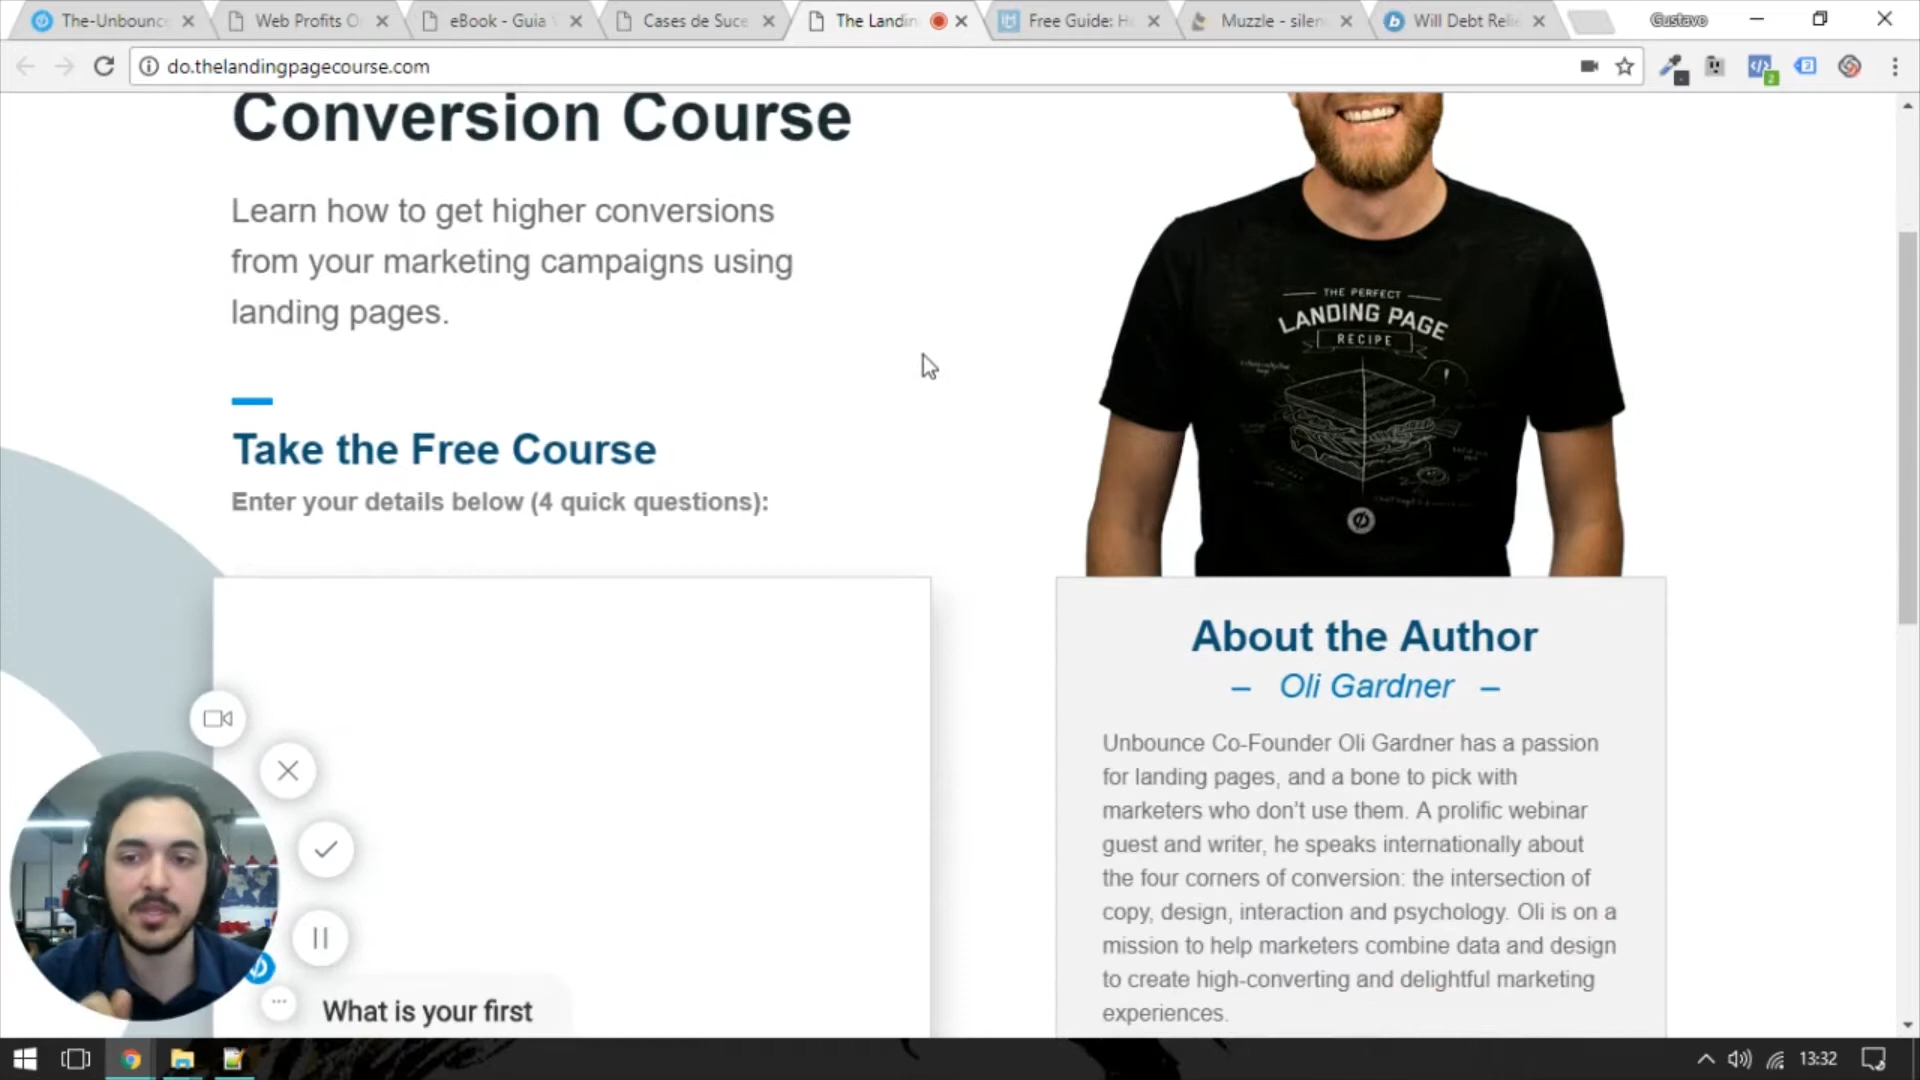 The-Unbounce
Web Profits O
eBook - Guia
Cases de Suce
The Landin
Free Guide: H
Muzzle - silen
Will Debt Relie
Gustavo
do.thelandingpagecourse.com
2
Conversion Course
Learn how to get higher conversions
from your marketing campaigns using
landing pages.
THE PERFECT
LANDING PAGE
RECIPE
Take the Free Course
Enter your details below (4 quick questions):
What is your first
About the Author
– Oli Gardner –
Unbounce Co-Founder Oli Gardner has a passion
for landing pages, and a bone to pick with
marketers who don't use them. A prolific webinar
guest and writer, he speaks internationally about
the four corners of conversion: the intersection of
copy, design, interaction and psychology. Oli is on a
mission to help marketers combine data and design
to create high-converting and delightful marketing
experiences.
13:32